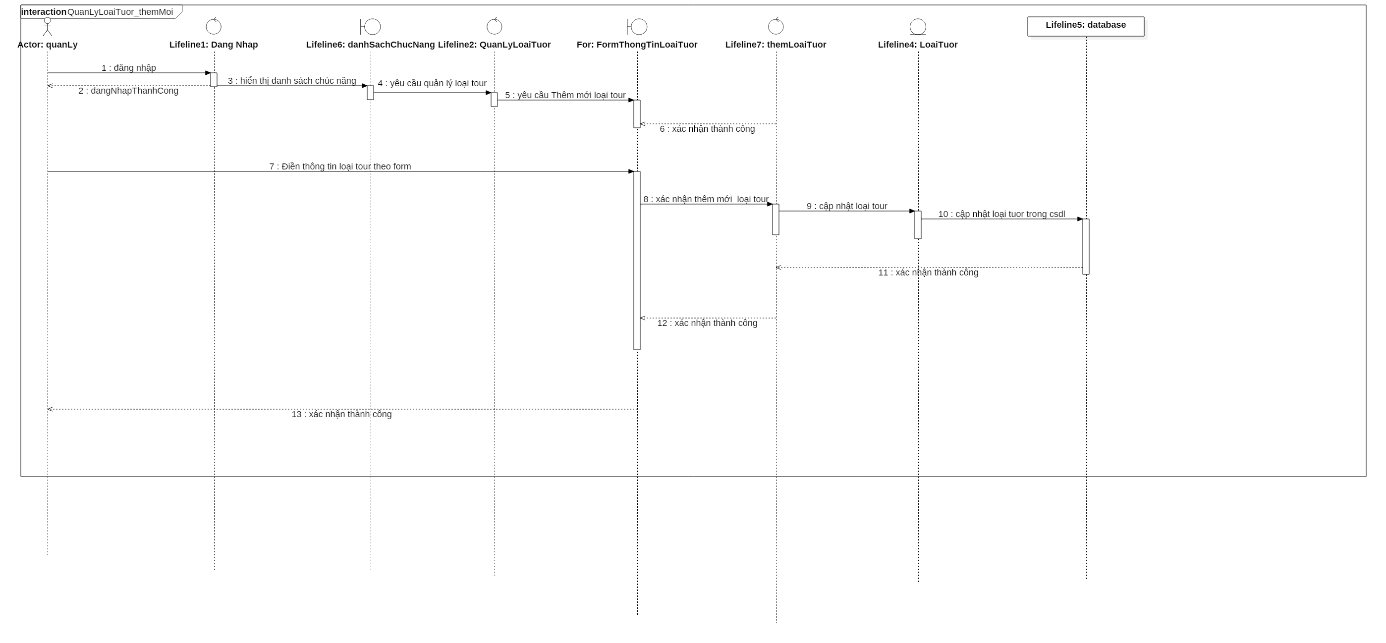 interaction QuanLyLoaiTuor_themMoi
Actor: quanLy
Lifeline1: Dang Nhap
Lifeline6: danhSachChucNang
Lifeline2: QuanLyLoaiTuor
For: FormThongTinLoaiTuor
Lifeline7: themLoaiTuor
Lifeline4: LoaiTuor
Lifeline5: database
1 : đăng nhập
2 : dangNhapThanhCong
3 : hiển thị danh sách chúc năng
4 : yêu cầu quản lý loại tour
5 : yêu cầu Thêm mới loại tour
6 : xác nhận thành công
7 : Điền thông tin loại tour theo form
8 : xác nhận thêm mới  loại tour
9 : cập nhật loại tour
10 : cập nhật loại tuor trong csdl
11 : xác nhận thành công
12 : xác nhận thành công
13 : xác nhận thành công